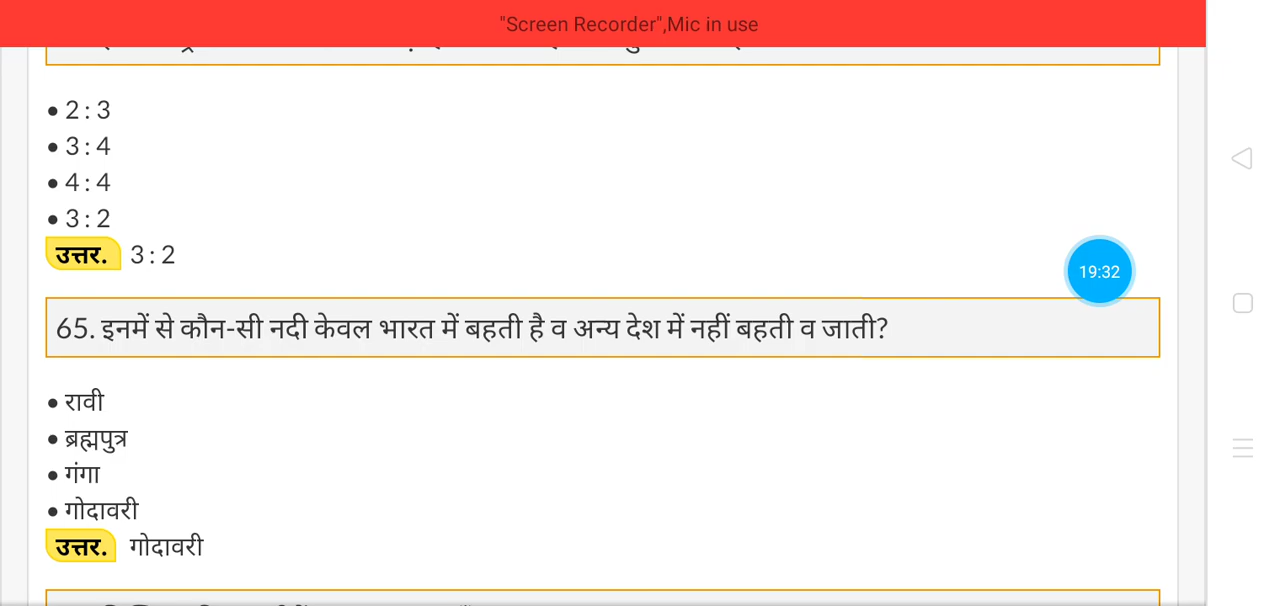 "Screen Recorder",Mic in use
• 2 : 3
• 3 : 4
• 4 : 4
• 3 : 2
उत्तर. 3 : 2
19:32
65. इनमें से कौन-सी नदी केवल भारत में बहती है व अन्य देश में नहीं बहती व जाती?
• रावी
• ब्रह्मपुत्र
• गंगा
• गोदावरी
उत्तर. गोदावरी